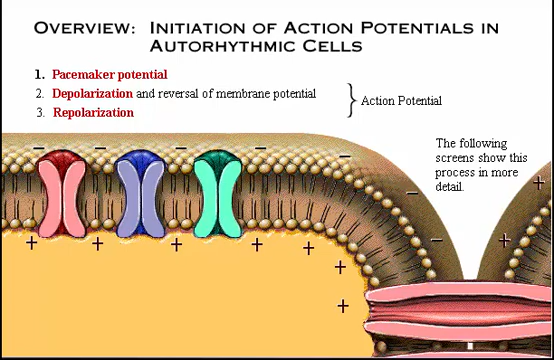 OVERVIEW: INITIATION OF ACTION POTENTIALS IN
AUTORHYTHMIC CELLS
1. Pacemaker potential
2. Depolarization and reversal of membrane potential
3. Repolarization
Action Potential
The following
screens show this
process in more
detail.